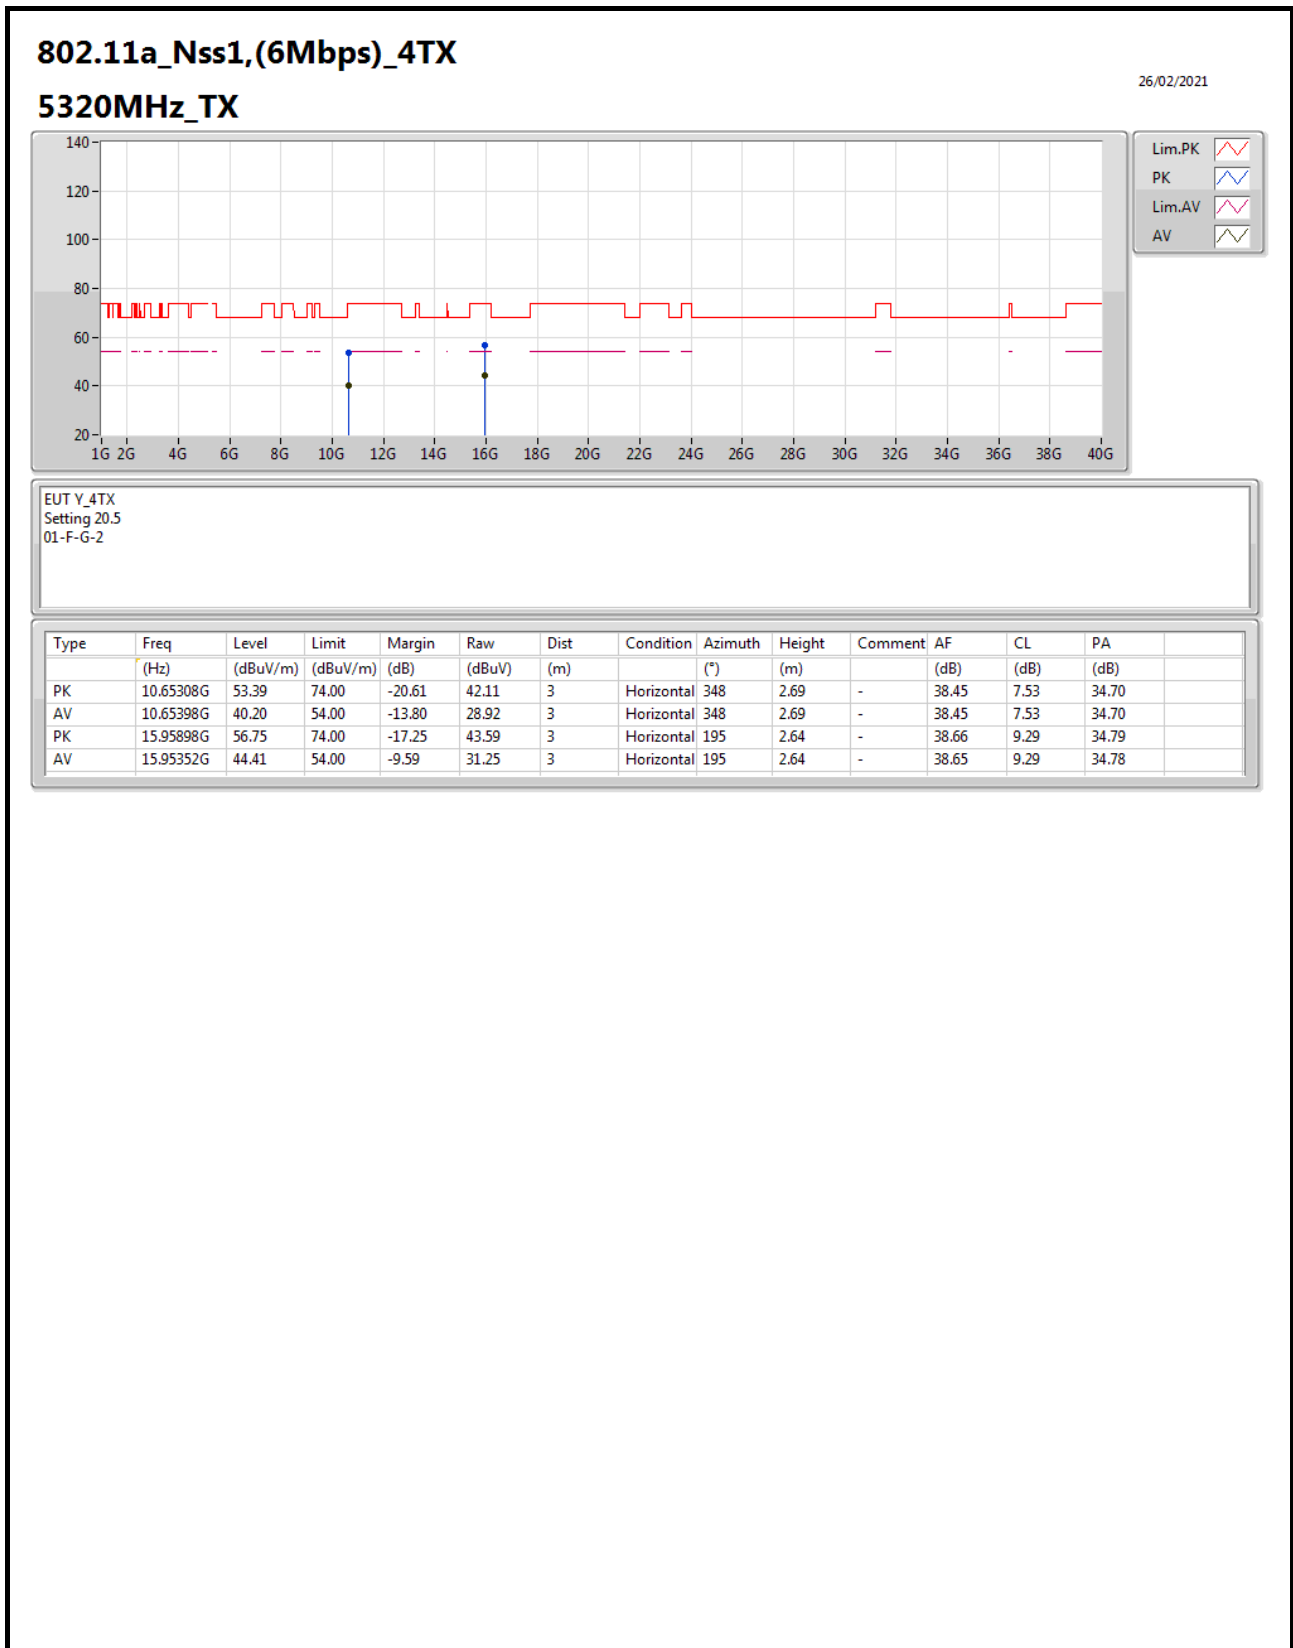 802.11a_Nss1,(6Mbps)_4TX
26/02/2021
5320MHz_TX
140
120
100
80
60
40
20
1G 2G 4G 6G 8G 10G 12G 14G 16G 18G 20G 22G 24G 26G 28G 30G 32G 34G 36G 38G 40G
Lim.PK
PK
Lim.AV
AV
EUT Y_4TX
Setting 20.5
01-F-G-2
Type Freq Level Limit Margin Raw Dist Condition Azimuth Height Comment AF CL PA
(Hz) (dBuV/m) (dBuV/m) (dB) (dBuV) (m) (°) (m) (dB) (dB) (dB)
PK 10.65308G 53.39 74.00 -20.61 42.11 3 Horizontal 348 2.69 - 38.45 7.53 34.70
AV 10.65398G 40.20 54.00 -13.80 28.92 3 Horizontal 348 2.69 - 38.45 7.53 34.70
PK 15.95898G 56.75 74.00 -17.25 43.59 3 Horizontal 195 2.64 - 38.66 9.29 34.79
AV 15.95352G 44.41 54.00 -9.59 31.25 3 Horizontal 195 2.64 - 38.65 9.29 34.78